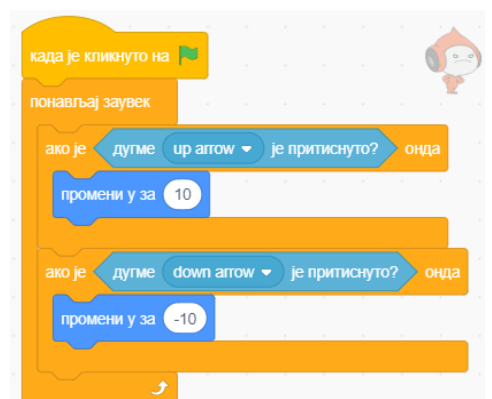 када је кликнуто на
понављај заувек
ако је дугме up arrow је притиснуто? онда
промени у за 10
ако је дугме down arrow је притиснуто? онда
промени у за -10